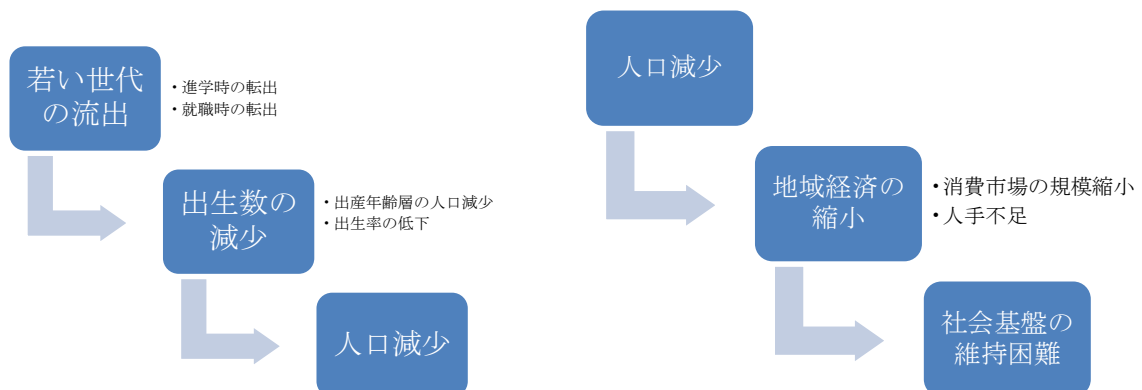 若い世代
の流出
・進学時の転出
・就職時の転出
出生数の
減少
・出産年齢層の人口減少
・出生率の低下
人口減少
人口減少
地域経済の
縮小
・消費市場の規模縮小
・人手不足
社会基盤の
維持困難